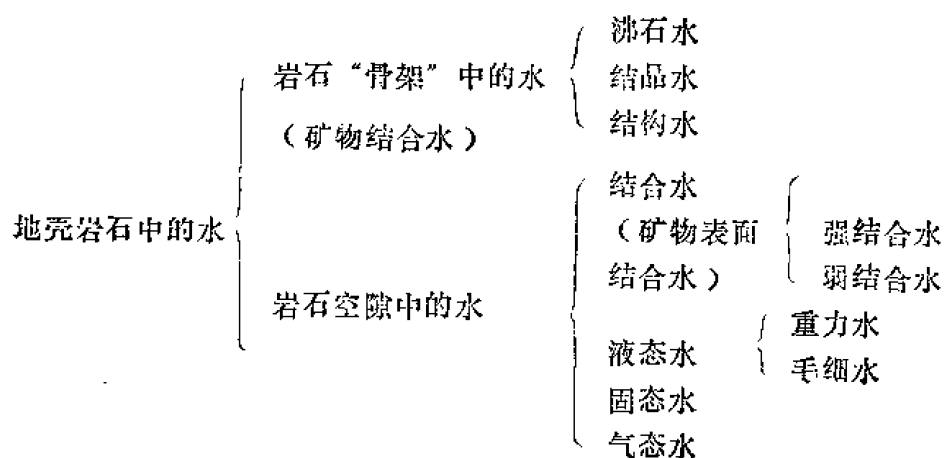 沸石水
岩石“骨架”中的水
结晶水
（矿物结合水）
结构水
结合水
地壳岩石中的水
（矿物表面
强结合水
结合水）
弱结合水
岩石空隙中的水
重力水
液态水
毛细水
固态水
气态水